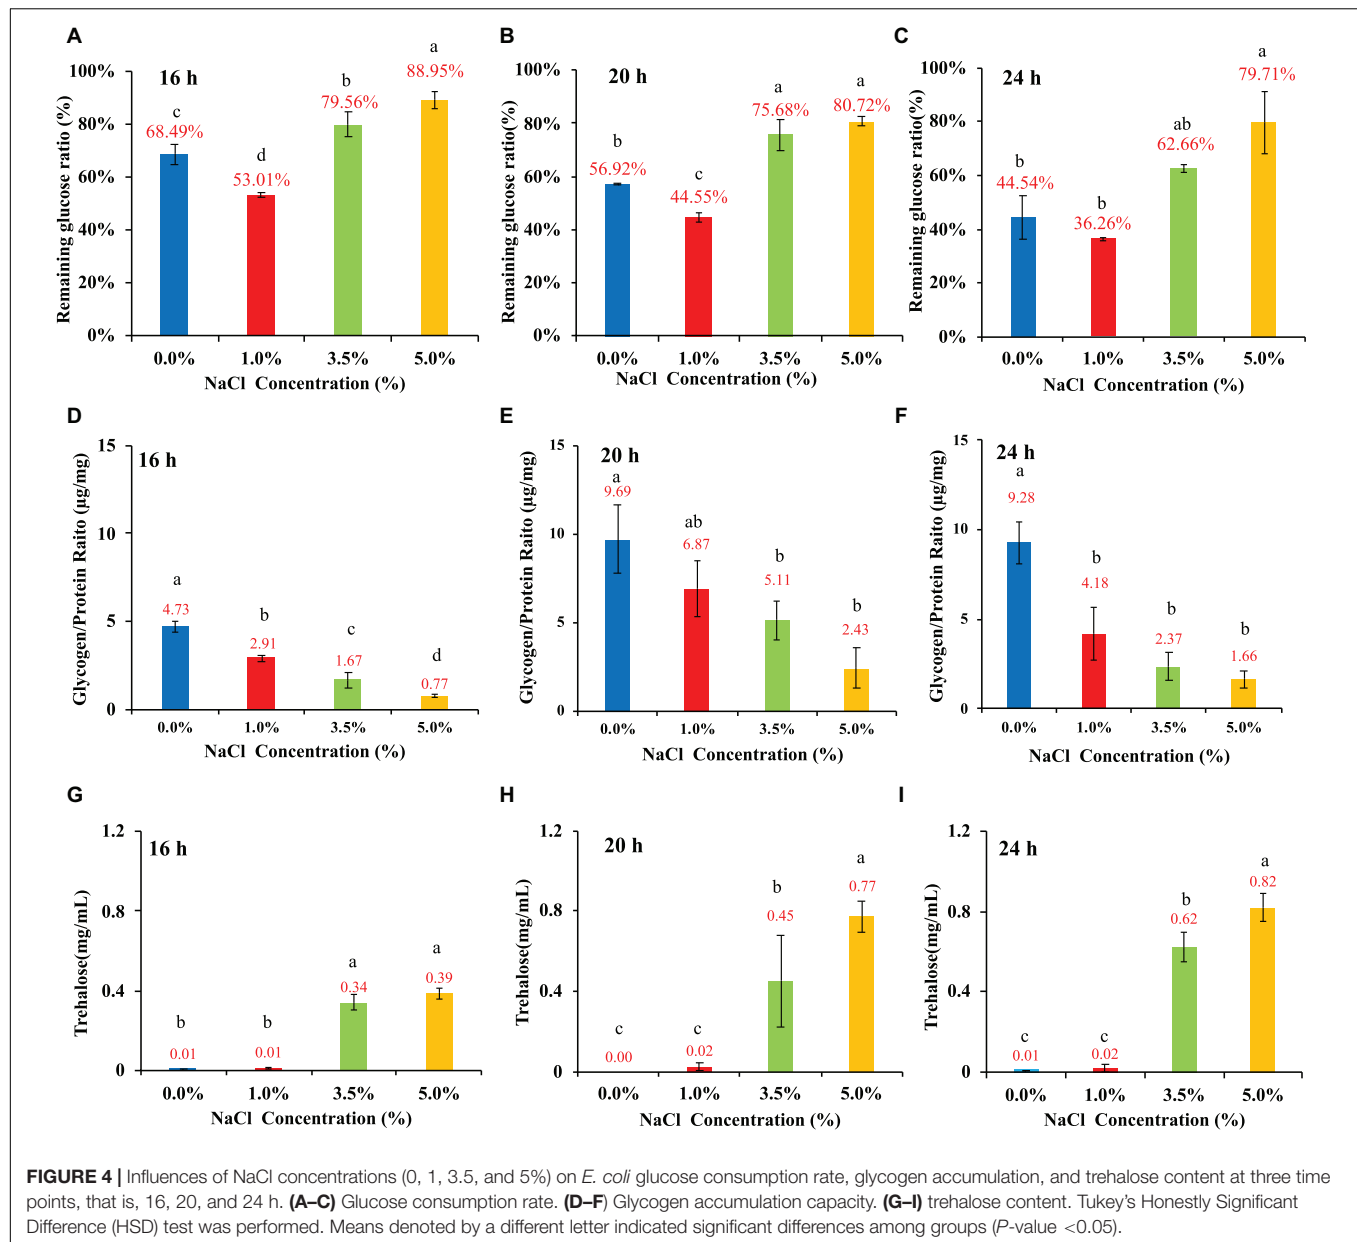 A
16 h
Remaining glucose ratio (%)
100%
80%
60%
40%
20%
0%
c
68.49%
d
53.01%
b
79.56%
a
88.95%
0.0% 1.0% 3.5% 5.0%
NaCl Concentration (%)
B
20 h
Remaining glucose ratio(%)
100%
80%
60%
40%
20%
0%
b
56.92%
c
44.55%
a
75.68%
a
80.72%
0.0% 1.0% 3.5% 5.0%
NaCl Concentration (%)
C
24 h
Remaining glucose ratio(%)
100%
80%
60%
40%
20%
0%
b
44.54%
b
36.26%
ab
62.66%
a
79.71%
0.0% 1.0% 3.5% 5.0%
NaCl Concentration (%)
D
16 h
Glycogen/Protein Raito (µg/mg)
15
10
5
0
a
4.73
b
2.91
c
1.67
d
0.77
0.0% 1.0% 3.5% 5.0%
NaCl Concentration (%)
E
20 h
Glycogen/Protein Raito (µg/mg)
15
10
5
0
a
9.69
ab
6.87
b
5.11
b
2.43
0.0% 1.0% 3.5% 5.0%
NaCl Concentration (%)
F
24 h
Glycogen/Protein Raito (µg/mg)
15
10
5
0
a
9.28
b
4.18
b
2.37
b
1.66
0.0% 1.0% 3.5% 5.0%
NaCl Concentration (%)
G
16 h
Trehalose(mg/mL)
1.2
0.8
0.4
0
b
0.01
b
0.01
a
0.34
a
0.39
0.0% 1.0% 3.5% 5.0%
NaCl Concentration (%)
H
20 h
Trehalose(mg/mL)
1.2
0.8
0.4
0
c
0.00
c
0.02
b
0.45
a
0.77
0.0% 1.0% 3.5% 5.0%
NaCl Concentration (%)
I
24 h
Trehalose(mg/mL)
1.2
0.8
0.4
0
c
0.01
c
0.02
b
0.62
a
0.82
0.0% 1.0% 3.5% 5.0%
NaCl Concentration (%)
FIGURE 4 | Influences of NaCl concentrations (0, 1, 3.5, and 5%) on E. coli glucose consumption rate, glycogen accumulation, and trehalose content at three time
points, that is, 16, 20, and 24 h. (A–C) Glucose consumption rate. (D–F) Glycogen accumulation capacity. (G–I) trehalose content. Tukey's Honestly Significant
Difference (HSD) test was performed. Means denoted by a different letter indicated significant differences among groups (P-value <0.05).